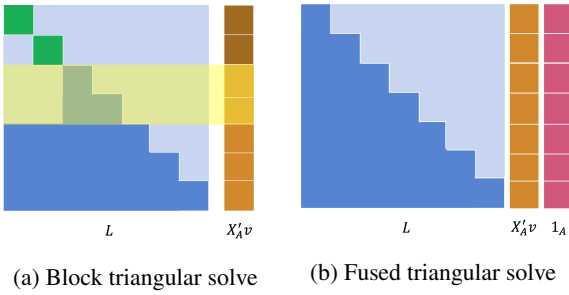 L X'_A v L X'_A v 1_A
(a) Block triangular solve (b) Fused triangular solve